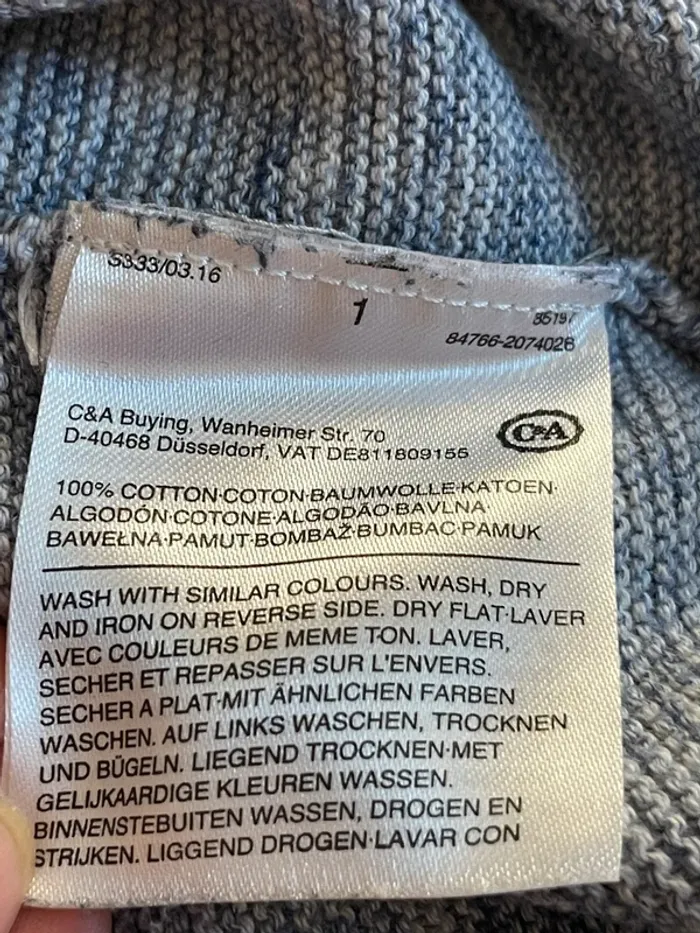 S333/03.16
1
8519
84766-2074026
C&A Buying, Wanheimer Str. 70
D-40468 Düsseldorf, VAT DE811809155
C&A
100% COTTON·COTON·BAUMWOLLE·KATOEN·
ALGODÓN·COTONE·ALGODÃO·BAVLNA·
BAWEŁNA·PAMUT·BOMBAŽ·BUMBAC·PAMUK
WASH WITH SIMILAR COLOURS. WASH, DRY
AND IRON ON REVERSE SIDE. DRY FLAT·LAVER
AVEC COULEURS DE MEME TON. LAVER,
SECHER ET REPASSER SUR L'ENVERS.
SECHER A PLAT·MIT ÄHNLICHEN FARBEN
WASCHEN. AUF LINKS WASCHEN, TROCKNEN
UND BÜGELN. LIEGEND TROCKNEN·MET
GELIJKAARDIGE KLEUREN WASSEN.
BINNENSTEBUITEN WASSEN, DROGEN EN
STRIJKEN. LIGGEND DROGEN·LAVAR CON